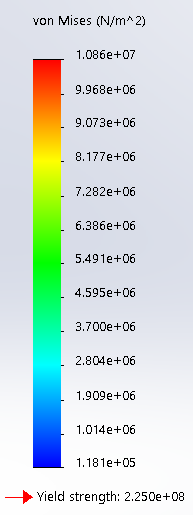 von Mises (N/m^2)
1.086e+07
9.968e+06
9.073e+06
8.177e+06
7.282e+06
6.386e+06
5.491e+06
4.595e+06
3.700e+06
2.804e+06
1.909e+06
1.014e+06
1.181e+05
Yield strength: 2.250e+08